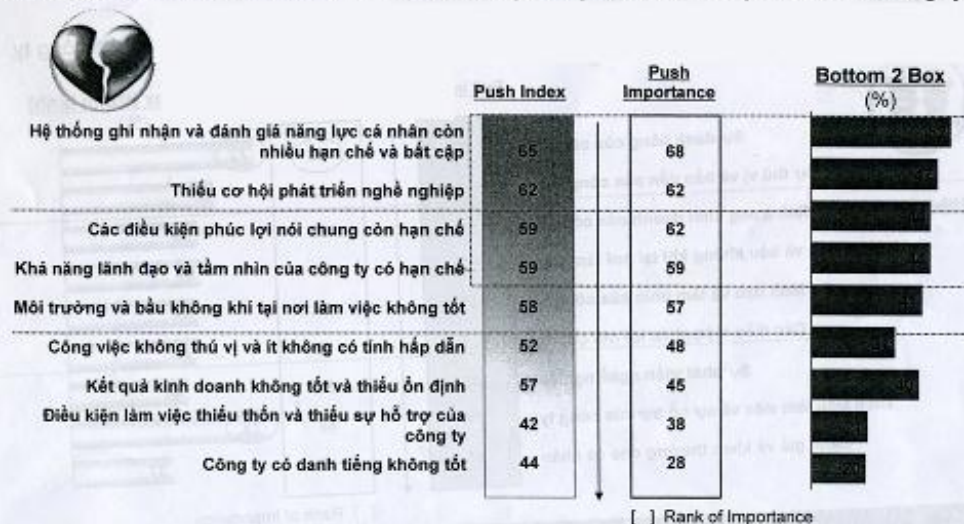 Push Index
Push
Importance
Bottom 2 Box
(%)
Hệ thống ghi nhận và đánh giá năng lực cá nhân còn
nhiều hạn chế và bất cập
65
68
Thiếu cơ hội phát triển nghề nghiệp
62
62
Các điều kiện phúc lợi nói chung còn hạn chế
59
62
Khả năng lãnh đạo và tầm nhìn của công ty có hạn chế
59
59
Môi trường và bầu không khí tại nơi làm việc không tốt
58
57
Công việc không thú vị và ít không có tính hấp dẫn
52
48
Kết quả kinh doanh không tốt và thiếu ổn định
57
45
Điều kiện làm việc thiếu thốn và thiếu sự hỗ trợ của
công ty
42
38
Công ty có danh tiếng không tốt
44
28
[ ] Rank of Importance